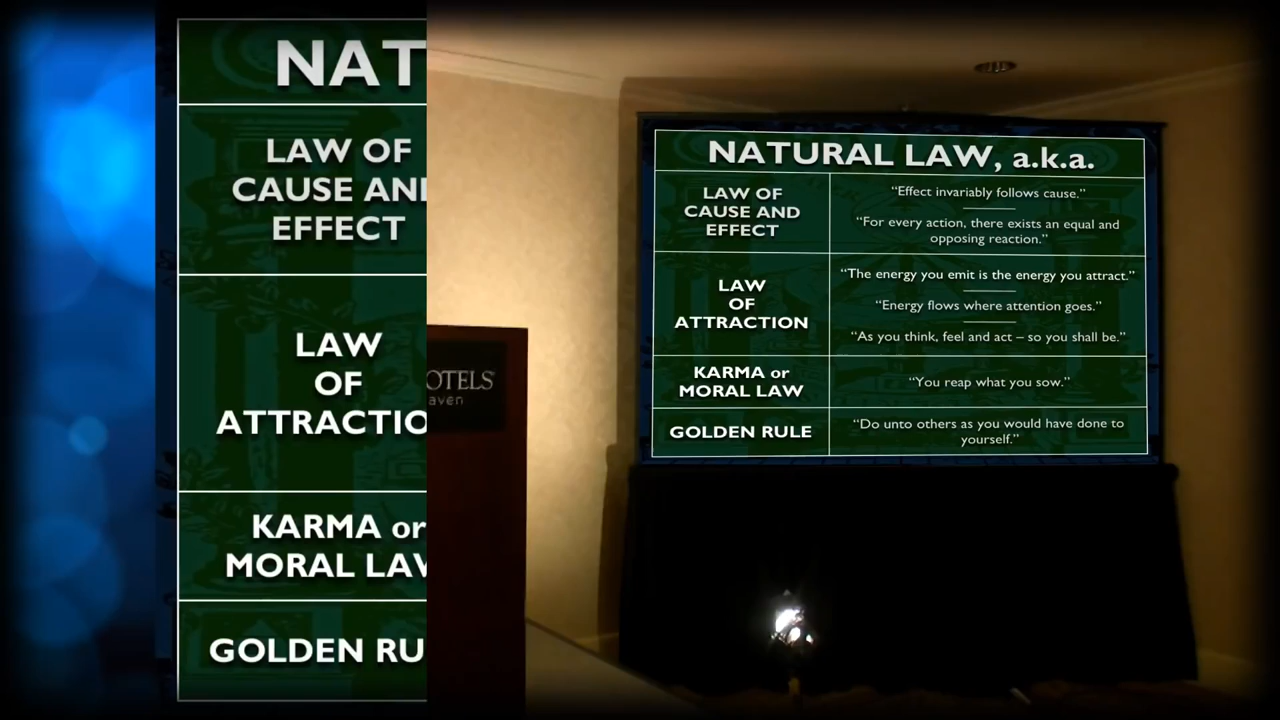 NAT
LAW OF
CAUSE AN
EFFECT
LAW
OF
ATTRACTIO
KARMA or
MORAL LAV
GOLDEN RU
OTELS
aven
NATURAL LAW, a.k.a.
LAW OF
CAUSE AND
EFFECT
“Effect invariably follows cause.”
“For every action, there exists an equal and
opposing reaction.”
LAW
OF
ATTRACTION
“The energy you emit is the energy you attract.”
“Energy flows where attention goes.”
“As you think, feel and act – so you shall be.”
KARMA or
MORAL LAW
“You reap what you sow.”
GOLDEN RULE
“Do unto others as you would have done to
yourself.”